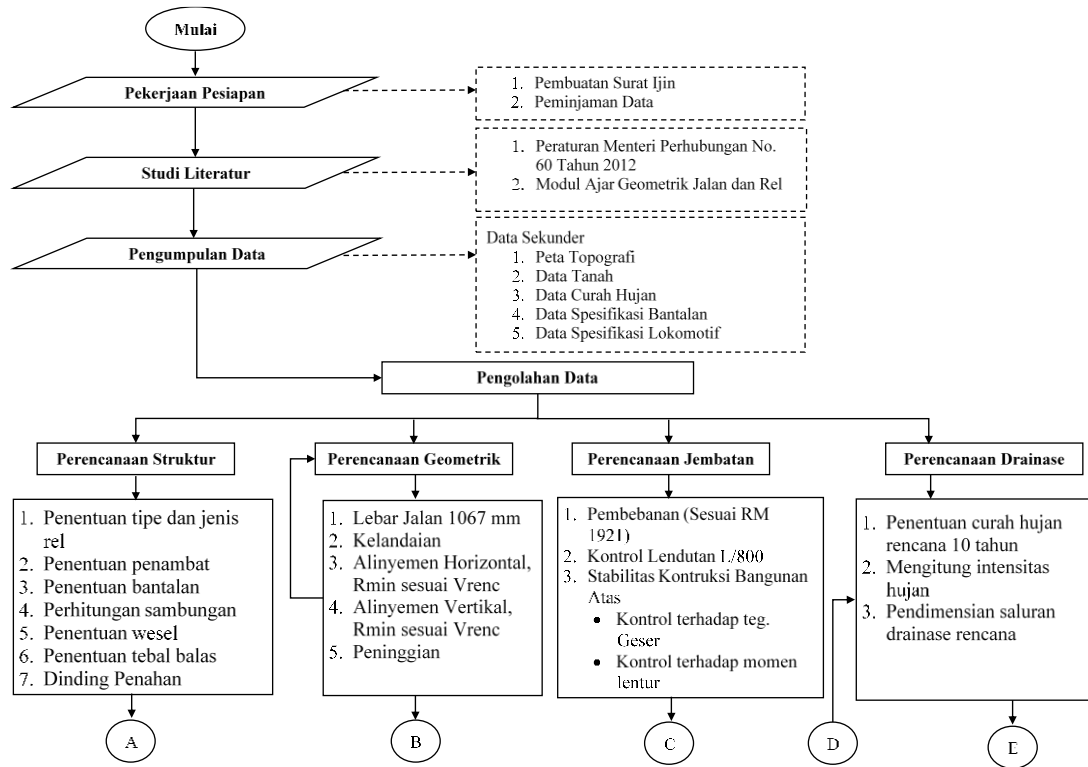 Mulai
Pekerjaan Pesiapan
1. Pembuatan Surat Ijin
2. Peminjaman Data
Studi Literatur
1. Peraturan Menteri Perhubungan No.
60 Tahun 2012
2. Modul Ajar Geometrik Jalan dan Rel
Pengumpulan Data
Data Sekunder
1. Peta Topografi
2. Data Tanah
3. Data Curah Hujan
4. Data Spesifikasi Bantalan
5. Data Spesifikasi Lokomotif
Pengolahan Data
Perencanaan Struktur
1. Penentuan tipe dan jenis
rel
2. Penentuan penambat
3. Penentuan bantalan
4. Perhitungan sambungan
5. Penentuan wesel
6. Penentuan tebal balas
7. Dinding Penahan
A
Perencanaan Geometrik
1. Lebar Jalan 1067 mm
2. Kelandaian
3. Alinyemen Horizontal,
Rmin sesuai Vrenc
4. Alinyemen Vertikal,
Rmin sesuai Vrenc
5. Peninggian
B
Perencanaan Jembatan
1. Pembebanan (Sesuai RM
1921)
2. Kontrol Lendutan L/800
3. Stabilitas Kontruksi Bangunan
Atas
• Kontrol terhadap teg.
Geser
• Kontrol terhadap momen
lentur
C
D
Perencanaan Drainase
1. Penentuan curah hujan
rencana 10 tahun
2. Mengitung intensitas
hujan
3. Pendimensian saluran
drainase rencana
E